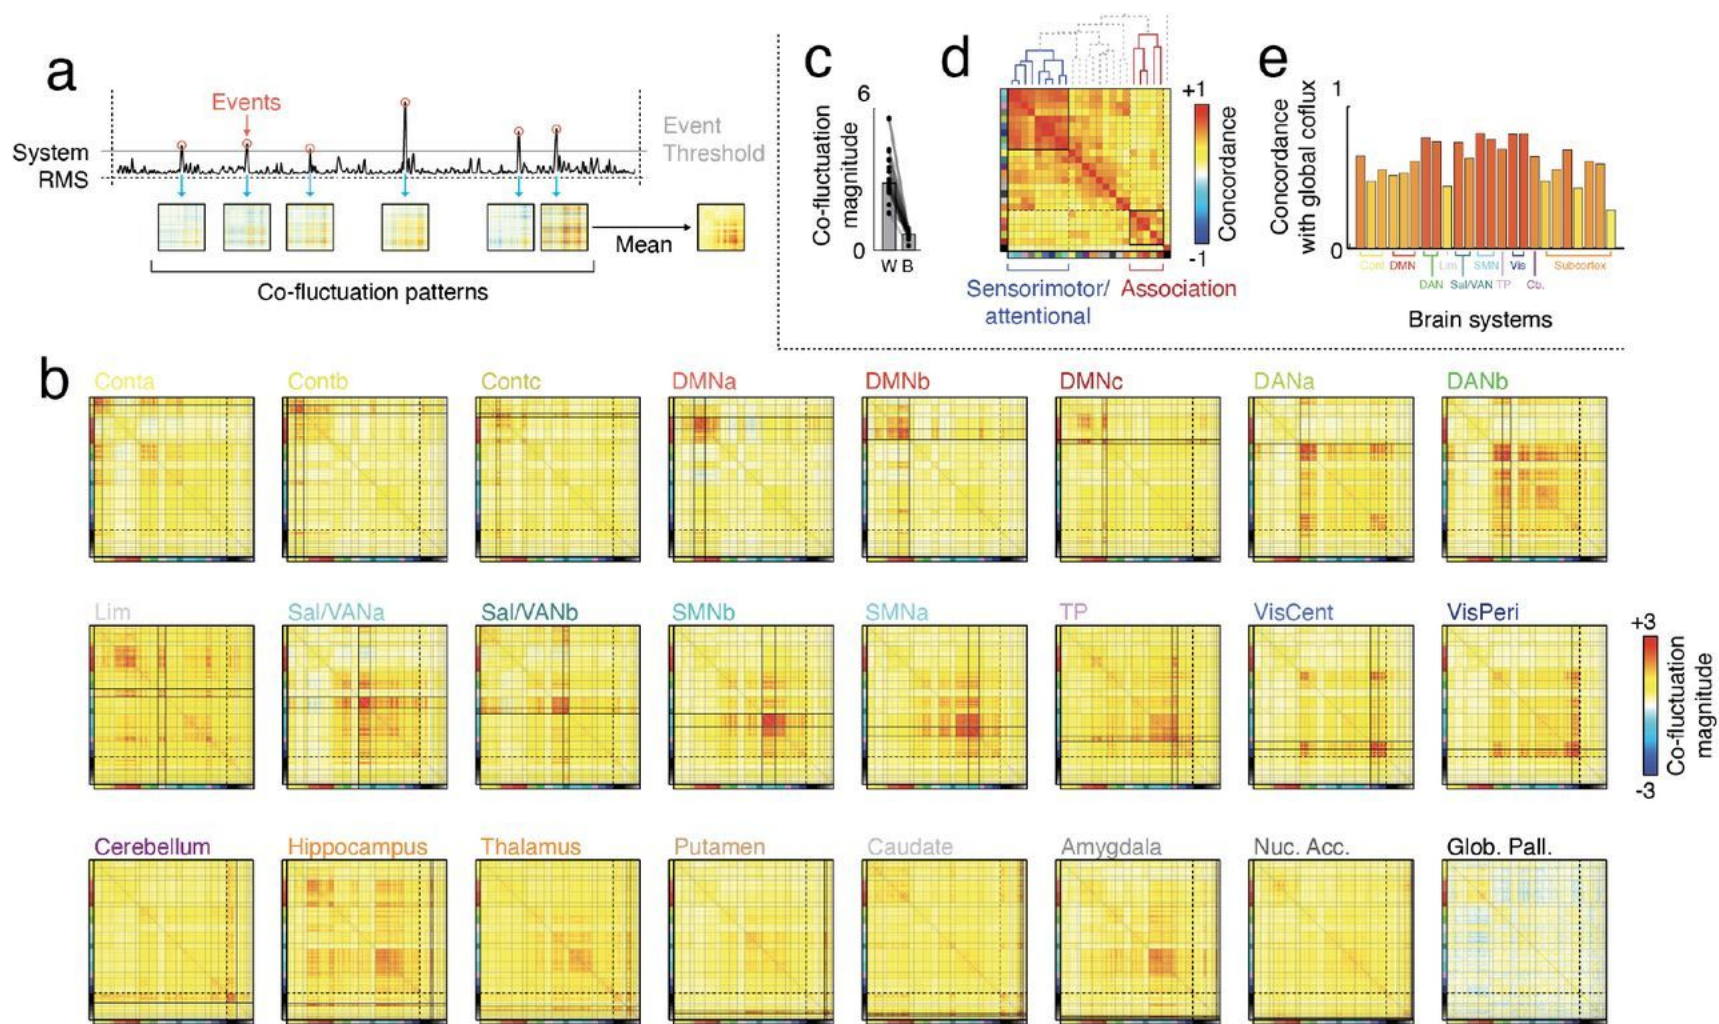 a
Events
System
RMS
Event
Threshold
Mean
Co-fluctuation patterns
c
6
Co-fluctuation
magnitude
0
W B
d
+1
Concordance
-1
Sensorimotor/
attentional
Association
e
1
Concordance
with global coflux
0
Cont DMN Lim SMN Vis Subcortex
DAN Sal/VAN TP Cb.
Brain systems
b
Conta Contb Contc DMNa DMNb DMNc DANa DANb
Lim Sal/VANa Sal/VANb SMNb SMNa TP VisCent VisPeri
+3
Co-fluctuation
magnitude
-3
Cerebellum Hippocampus Thalamus Putamen Caudate Amygdala Nuc. Acc. Glob. Pall.